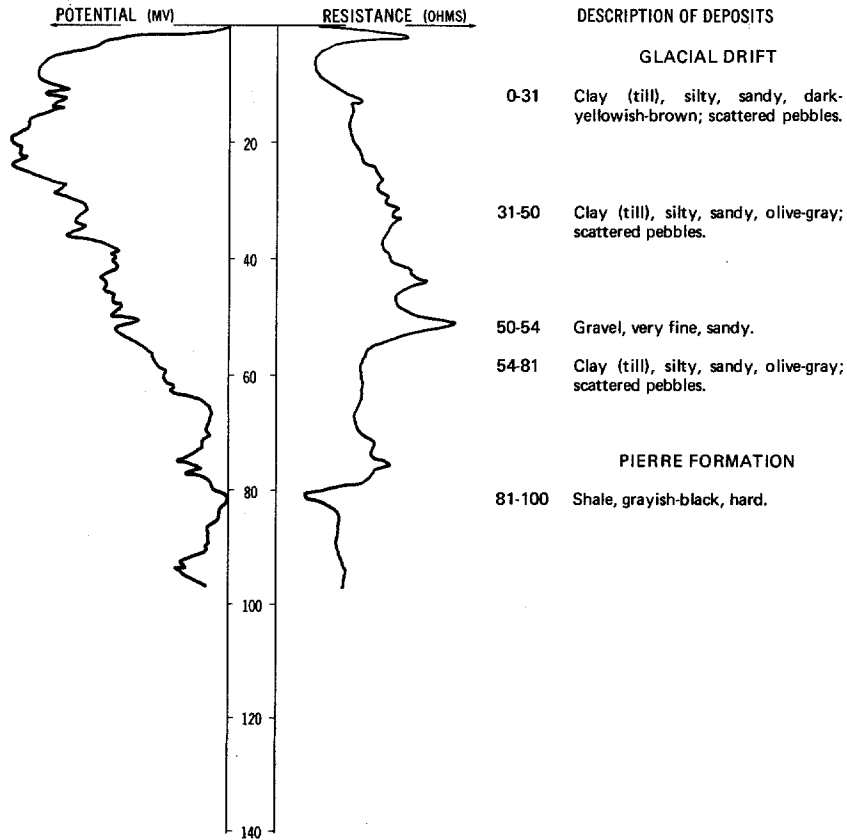 POTENTIAL (MV)
RESISTANCE (OHMS)
DESCRIPTION OF DEPOSITS
GLACIAL DRIFT
0-31 Clay (till), silty, sandy, dark-
yellowish-brown; scattered pebbles.
20
31-50 Clay (till), silty, sandy, olive-gray;
scattered pebbles.
40
50-54 Gravel, very fine, sandy.
54-81 Clay (till), silty, sandy, olive-gray;
scattered pebbles.
60
PIERRE FORMATION
80
81-100 Shale, grayish-black, hard.
100
120
140